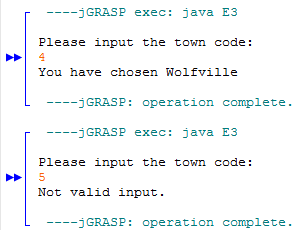 ----jGRASP exec: java E3
Please input the town code:
4
You have chosen Wolfville
----jGRASP: operation complete.
----jGRASP exec: java E3
Please input the town code:
5
Not valid input.
----jGRASP: operation complete.